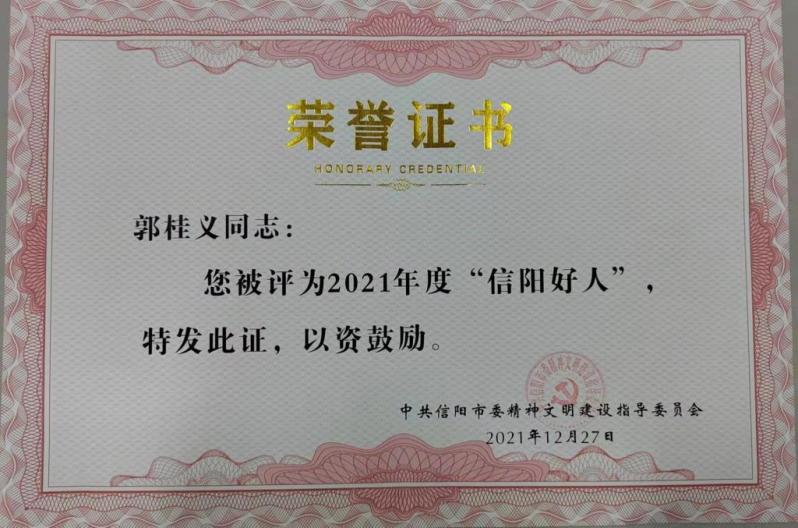 荣誉证书
HONORARY CREDENTIAL
郭桂义同志：
您被评为2021年度“信阳好人”，
特发此证，以资鼓励。
中共信阳市委精神文明建设指导委员会
2021年12月27日